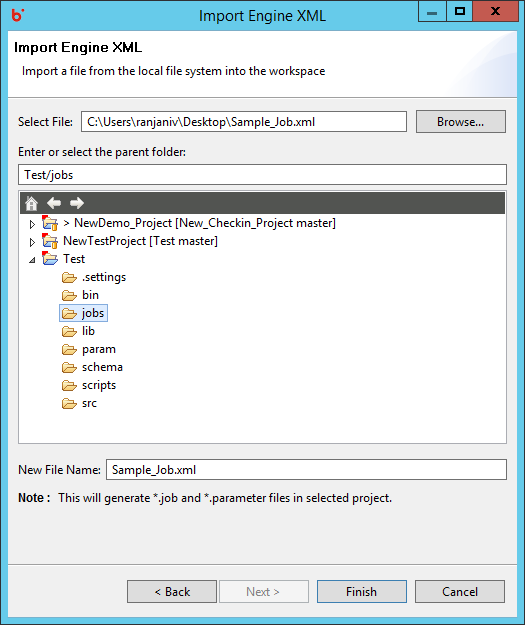 Import Engine XML
Import Engine XML
Import a file from the local file system into the workspace
Select File: C:\Users\ranjaniv\Desktop\Sample_Job.xml Browse...
Enter or select the parent folder:
Test/jobs
> NewDemo_Project [New_Checkin_Project master]
NewTestProject [Test master]
Test
.settings
bin
jobs
lib
param
schema
scripts
src
New File Name: Sample_Job.xml
Note : This will generate *.job and *.parameter files in selected project.
< Back Next > Finish Cancel